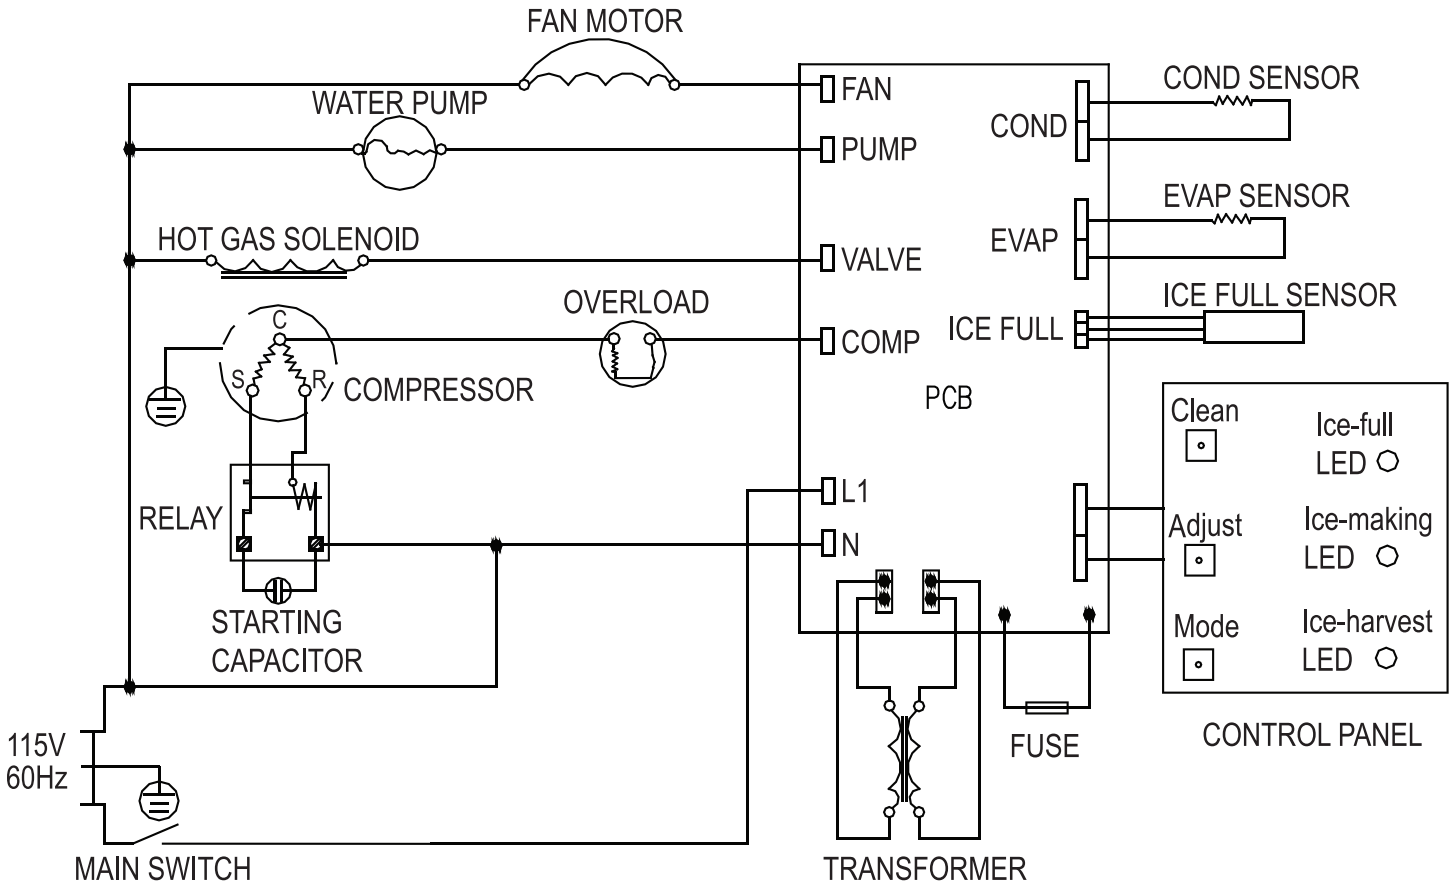 FAN MOTOR
WATER PUMP
HOT GAS SOLENOID
OVERLOAD
C
S
R
COMPRESSOR
RELAY
STARTING
CAPACITOR
115V
60Hz
MAIN SWITCH
FAN
PUMP
VALVE
COMP
L1
N
COND
EVAP
ICE FULL
PCB
COND SENSOR
EVAP SENSOR
ICE FULL SENSOR
Clean
Ice-full
LED
Adjust
Ice-making
LED
Mode
Ice-harvest
LED
CONTROL PANEL
FUSE
TRANSFORMER